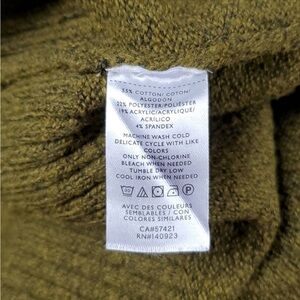 55% COTTON/ COTON/
ALGODON
22% POLYESTER/POLIÉSTER
19% ACRYLIC/ACRYLIQUE/
ACRÍLICO
4% SPANDEX
MACHINE WASH COLD
DELICATE CYCLE WITH LIKE
COLORS
ONLY NON-CHLORINE
BLEACH WHEN NEEDED
TUMBLE DRY LOW
COOL IRON WHEN NEEDED
AVEC DES COULEURS
SEMBLABLES / CON
COLORES SIMILARES
CA#57421
RN#140923